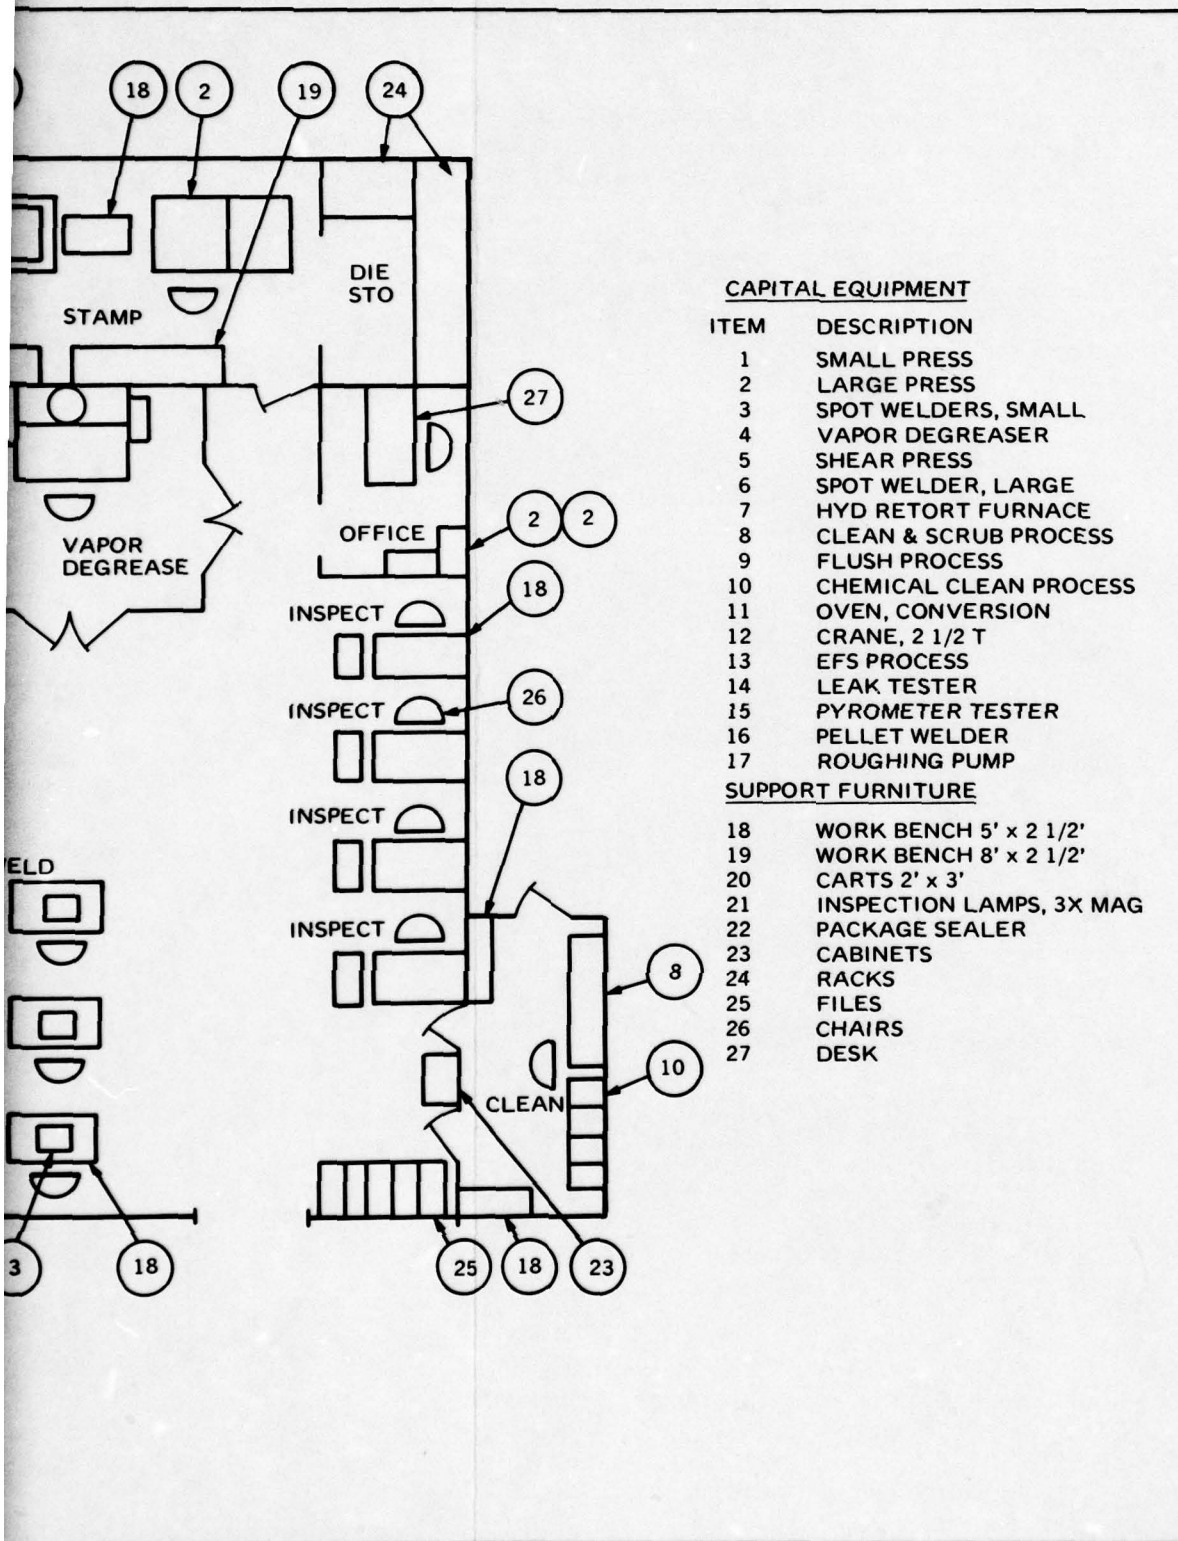 18 2 19 24
DIE
STO
STAMP
27
2 2
OFFICE
VAPOR
DEGREASE
18
INSPECT
26
INSPECT
18
INSPECT
ELD
INSPECT
8
10
CLEAN
3 18 25 18 23
CAPITAL EQUIPMENT
ITEM DESCRIPTION
1 SMALL PRESS
2 LARGE PRESS
3 SPOT WELDERS, SMALL
4 VAPOR DEGREASER
5 SHEAR PRESS
6 SPOT WELDER, LARGE
7 HYD RETORT FURNACE
8 CLEAN & SCRUB PROCESS
9 FLUSH PROCESS
10 CHEMICAL CLEAN PROCESS
11 OVEN, CONVERSION
12 CRANE, 2 1/2 T
13 EFS PROCESS
14 LEAK TESTER
15 PYROMETER TESTER
16 PELLET WELDER
17 ROUGHING PUMP
SUPPORT FURNITURE
18 WORK BENCH 5' x 2 1/2'
19 WORK BENCH 8' x 2 1/2'
20 CARTS 2' x 3'
21 INSPECTION LAMPS, 3X MAG
22 PACKAGE SEALER
23 CABINETS
24 RACKS
25 FILES
26 CHAIRS
27 DESK